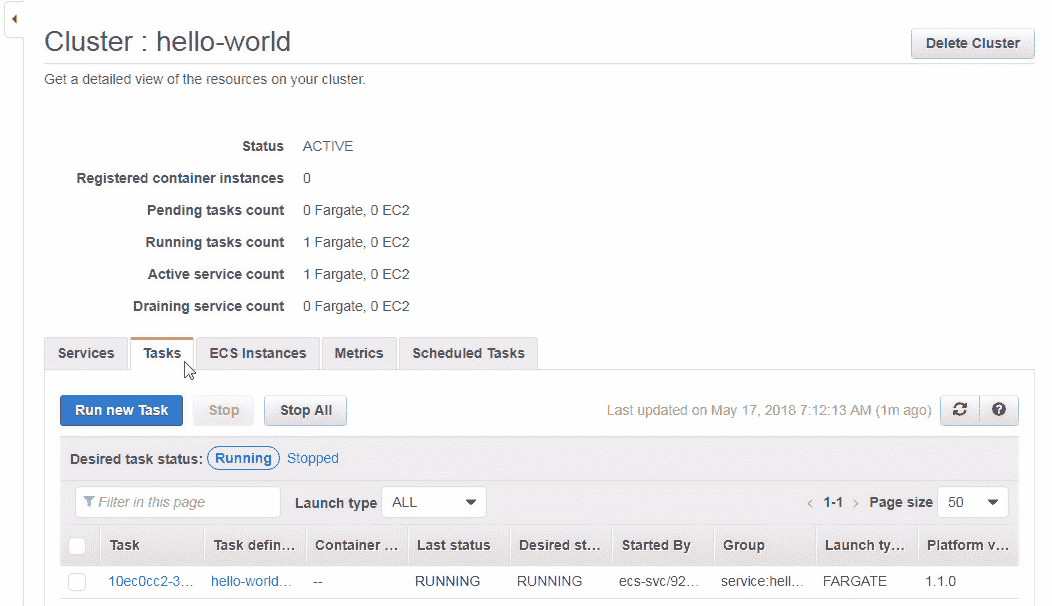 Cluster : hello-world
Delete Cluster
Get a detailed view of the resources on your cluster.
Status ACTIVE
Registered container instances 0
Pending tasks count 0 Fargate, 0 EC2
Running tasks count 1 Fargate, 0 EC2
Active service count 1 Fargate, 0 EC2
Draining service count 0 Fargate, 0 EC2
Services Tasks ECS Instances Metrics Scheduled Tasks
Run new Task Stop Stop All Last updated on May 17, 2018 7:12:13 AM (1m ago)
Desired task status: Running Stopped
Filter in this page Launch type ALL < 1-1 > Page size 50
Task Task defin... Container ... Last status Desired st... Started By Group Launch ty... Platform v...
10ec0cc2-3... hello-world... -- RUNNING RUNNING ecs-svc/92... service:hell... FARGATE 1.1.0